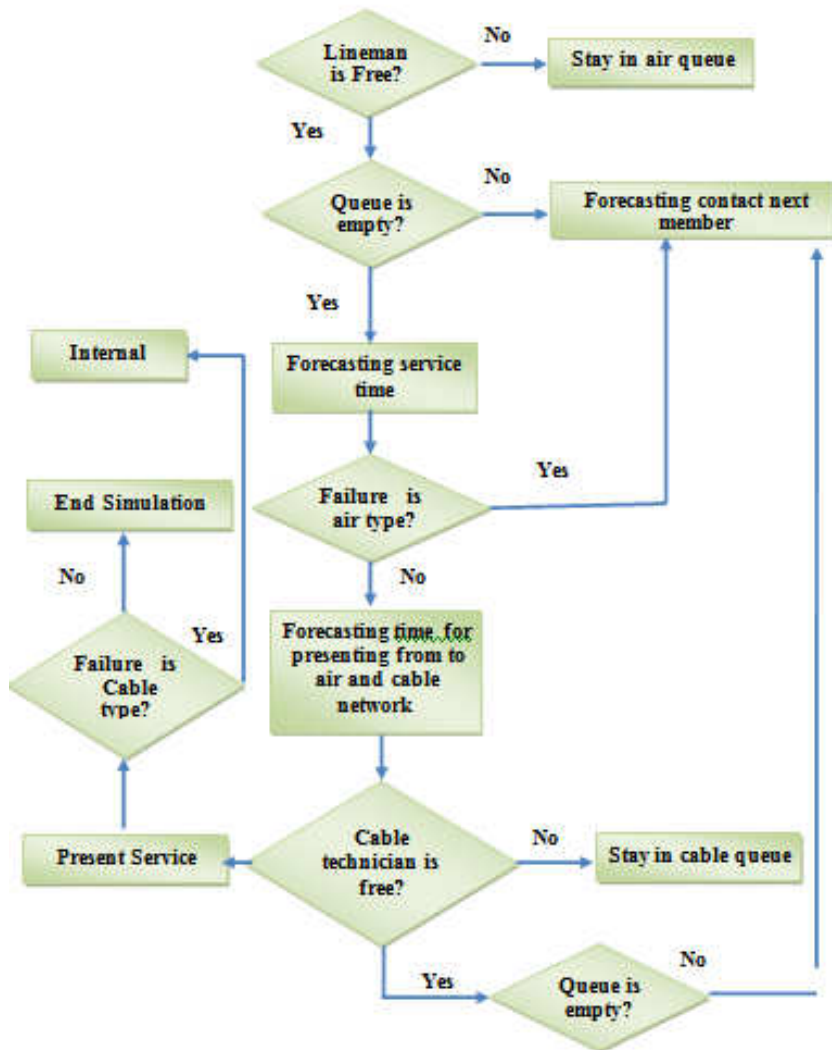 Lineman
is Free?
No
Stay in air queue
Yes
Queue is
empty?
No
Forecasting contact next
member
Yes
Internal
Forecasting service
time
End Simulation
Failure is
air type?
Yes
No
No
Forecasting time for
presenting from to
air and cable
network
Yes
Failure is
Cable
type?
Present Service
Cable
technician is
free?
No
Stay in cable queue
Yes
Queue is
empty?
No